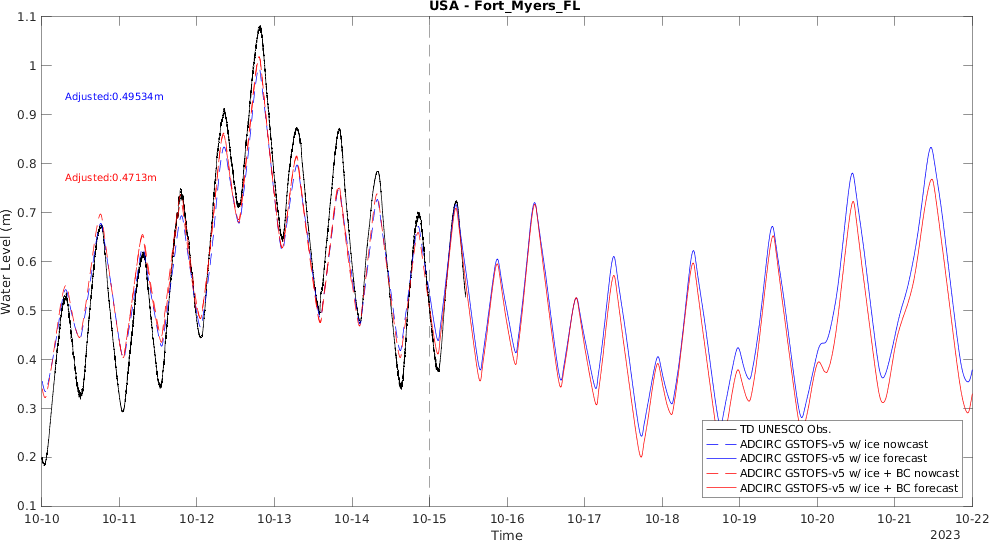 USA - Fort_Myers_FL
Water Level (m)
1.1
1
0.9
0.8
0.7
0.6
0.5
0.4
0.3
0.2
0.1
Adjusted:0.49534m
Adjusted:0.4713m
TD UNESCO Obs.
ADCIRC GSTOFS-v5 w/ ice nowcast
ADCIRC GSTOFS-v5 w/ ice forecast
ADCIRC GSTOFS-v5 w/ ice + BC nowcast
ADCIRC GSTOFS-v5 w/ ice + BC forecast
10-10 10-11 10-12 10-13 10-14 10-15 10-16 10-17 10-18 10-19 10-20 10-21 10-22
Time
2023